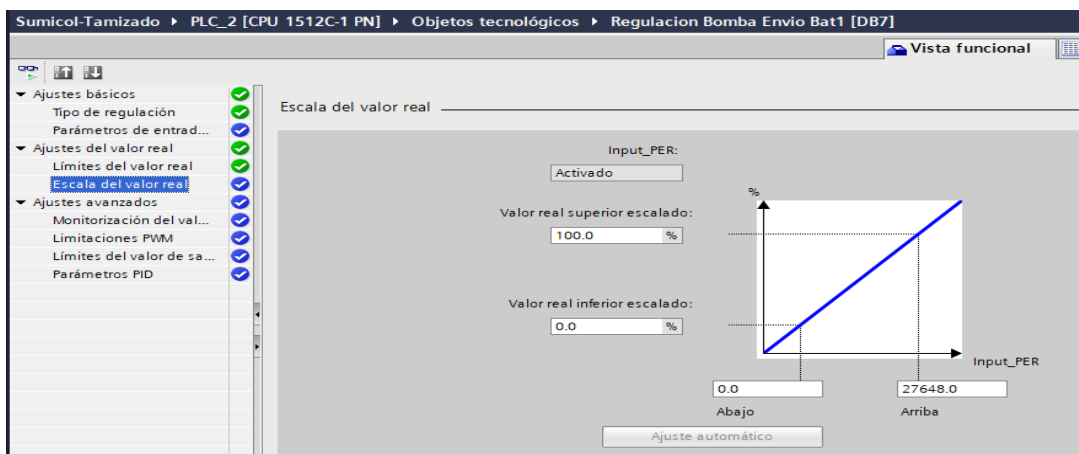 Sumicol-Tamizado ▸ PLC_2 [CPU 1512C-1 PN] ▸ Objetos tecnológicos ▸ Regulacion Bomba Envio Bat1 [DB7]
Vista funcional
Ajustes básicos
Tipo de regulación
Parámetros de entrad...
Ajustes del valor real
Límites del valor real
Escala del valor real
Ajustes avanzados
Monitorización del val...
Limitaciones PWM
Límites del valor de sa...
Parámetros PID
Escala del valor real
Input_PER:
Activado
Valor real superior escalado:
100.0 %
Valor real inferior escalado:
0.0 %
%
Input_PER
0.0
27648.0
Abajo
Arriba
Ajuste automático